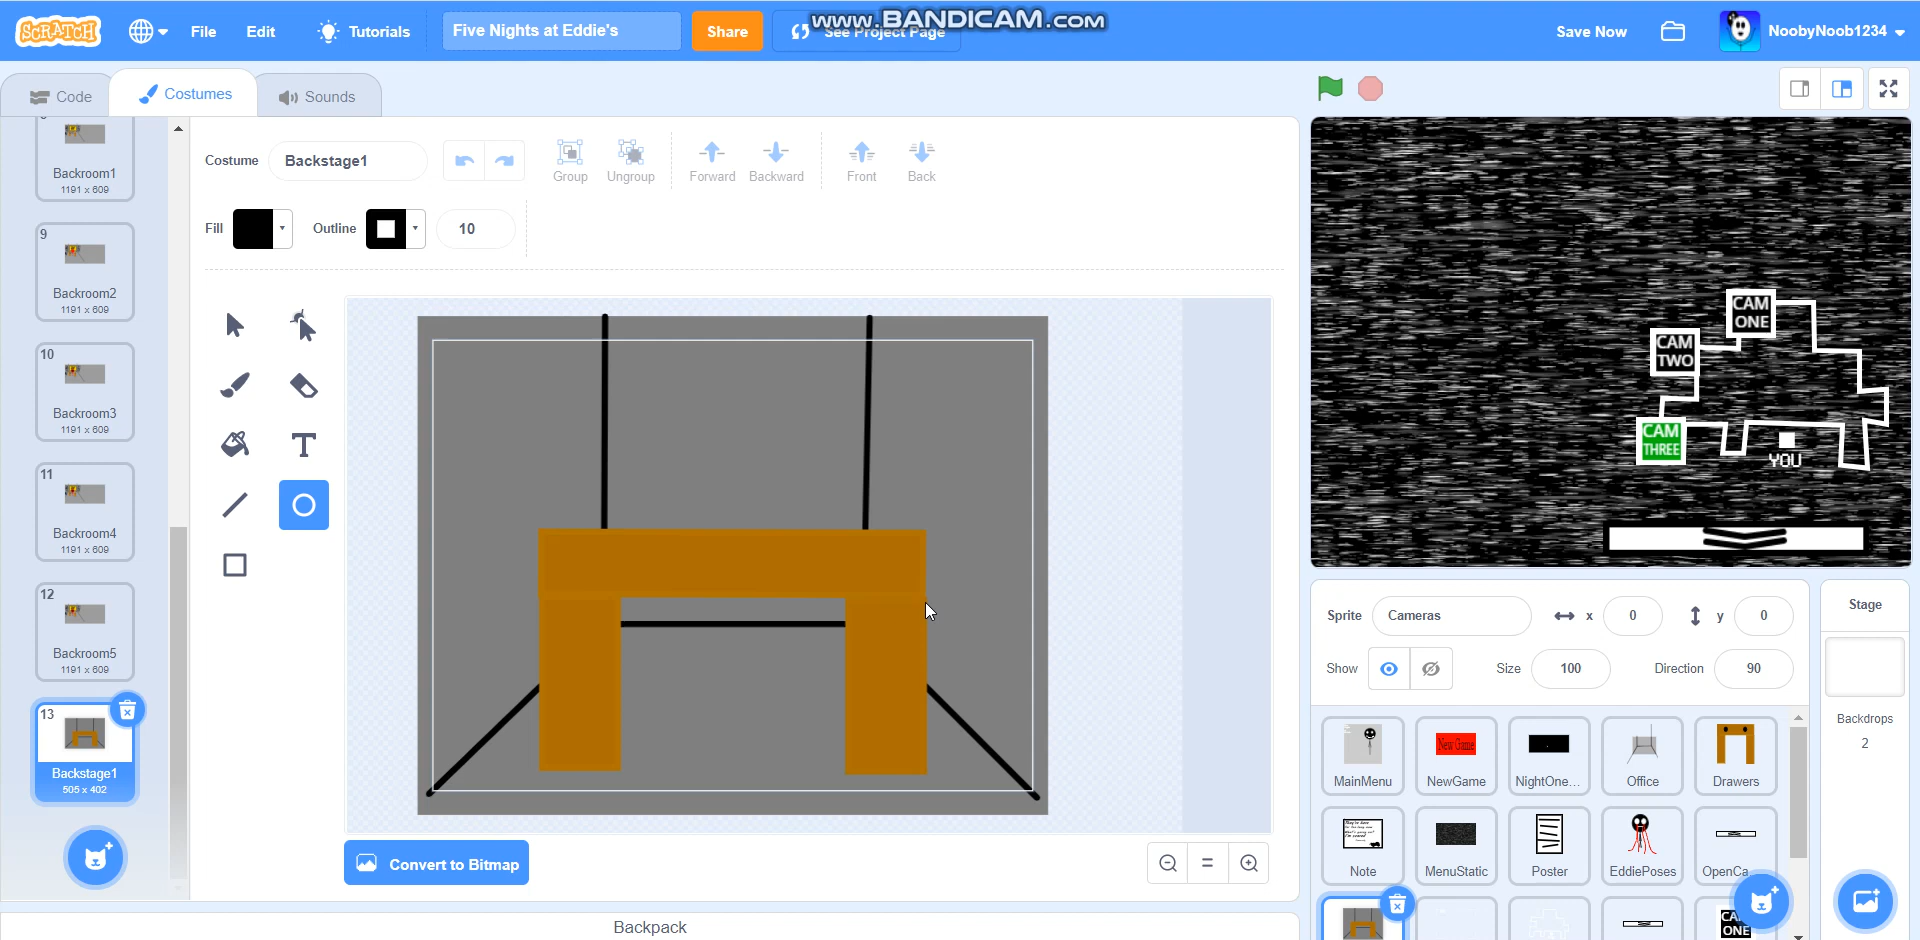 SCRATCH
File
Edit
Tutorials
Five Nights at Eddie's
Share
See Project Page
www.BANDICAM.com
Save Now
NoobyNoob1234
Code
Costumes
Sounds
Backroom1
1191 x 609
9
Backroom2
1191 x 609
10
Backroom3
1191 x 609
11
Backroom4
1191 x 609
12
Backroom5
1191 x 609
13
Backstage1
505 x 402
Costume
Backstage1
Group
Ungroup
Forward
Backward
Front
Back
Fill
Outline
10
Convert to Bitmap
Backpack
CAM
ONE
CAM
TWO
CAM
THREE
YOU
Sprite
Cameras
x
0
y
0
Show
Size
100
Direction
90
Stage
Backdrops
2
New Game
MainMenu
NewGame
NightOne...
Office
Drawers
Note
MenuStatic
Poster
EddiePoses
OpenCa
CA
ONE